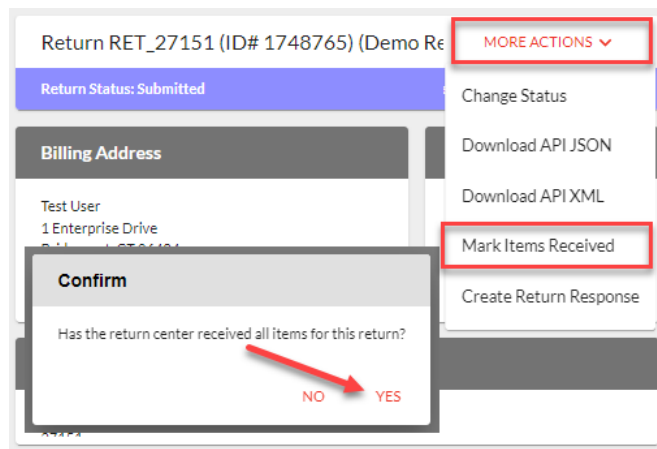 Return RET_27151 (ID# 1748765) (Demo Re
MORE ACTIONS
Return Status: Submitted
Change Status
Download API JSON
Download API XML
Mark Items Received
Create Return Response
Billing Address
Test User
1 Enterprise Drive
Confirm
Has the return center received all items for this return?
NO
YES
27151